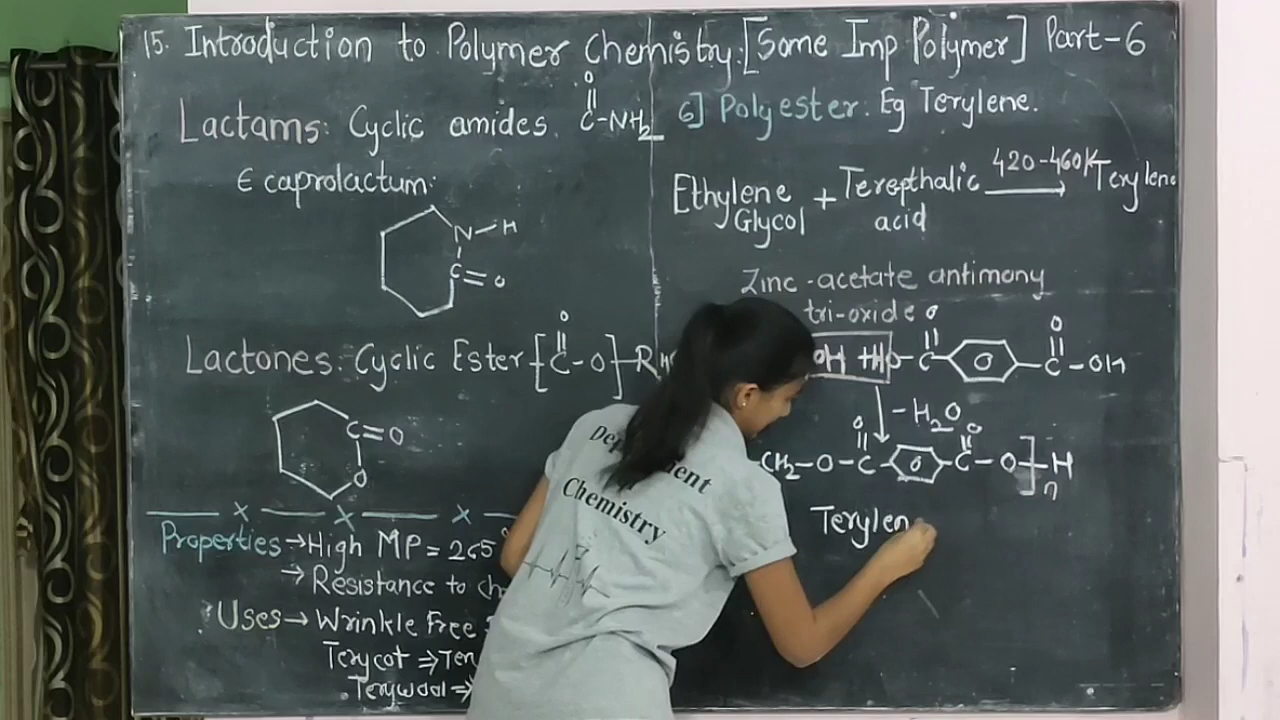 15. Introduction to Polymer Chemistry: [Some Imp Polymer] Part-6
Lactams: Cyclic amides. O
C-NH2
Є caprolactum:
N-H
C=O
Lactones: Cyclic Ester [C-O]-R
O
C=O
O
Properties → High MP = 265
→ Resistance to
Uses → Wrinkle Free
Terycot ⇒
Terywool ⇒
6] Polyester. Eg Terylene.
Ethylene Glycol + Terepthalic acid 420-460K Terylene
Zinc-acetate antimony
tri-oxide
O O
OH H O-C C-OH
-H2O
O O
CH2-O-C C-O]n H
Terylen
Department
Chemistry